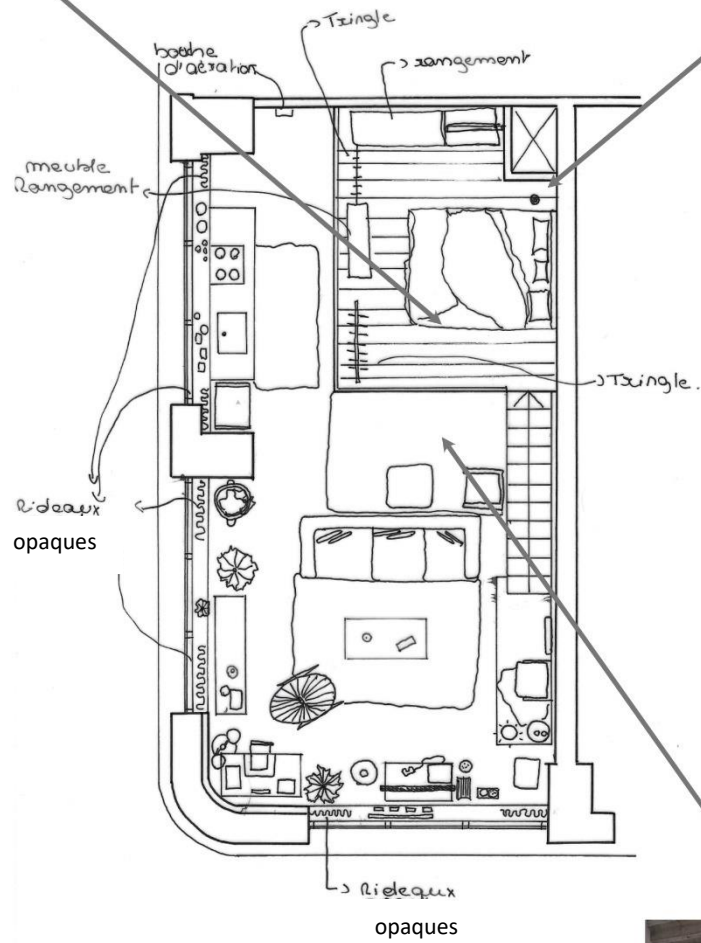 Tringle
bouche
d'aération
rangement
meuble
Rangement
Tringle.
Rideaux
opaques
Rideaux
opaques